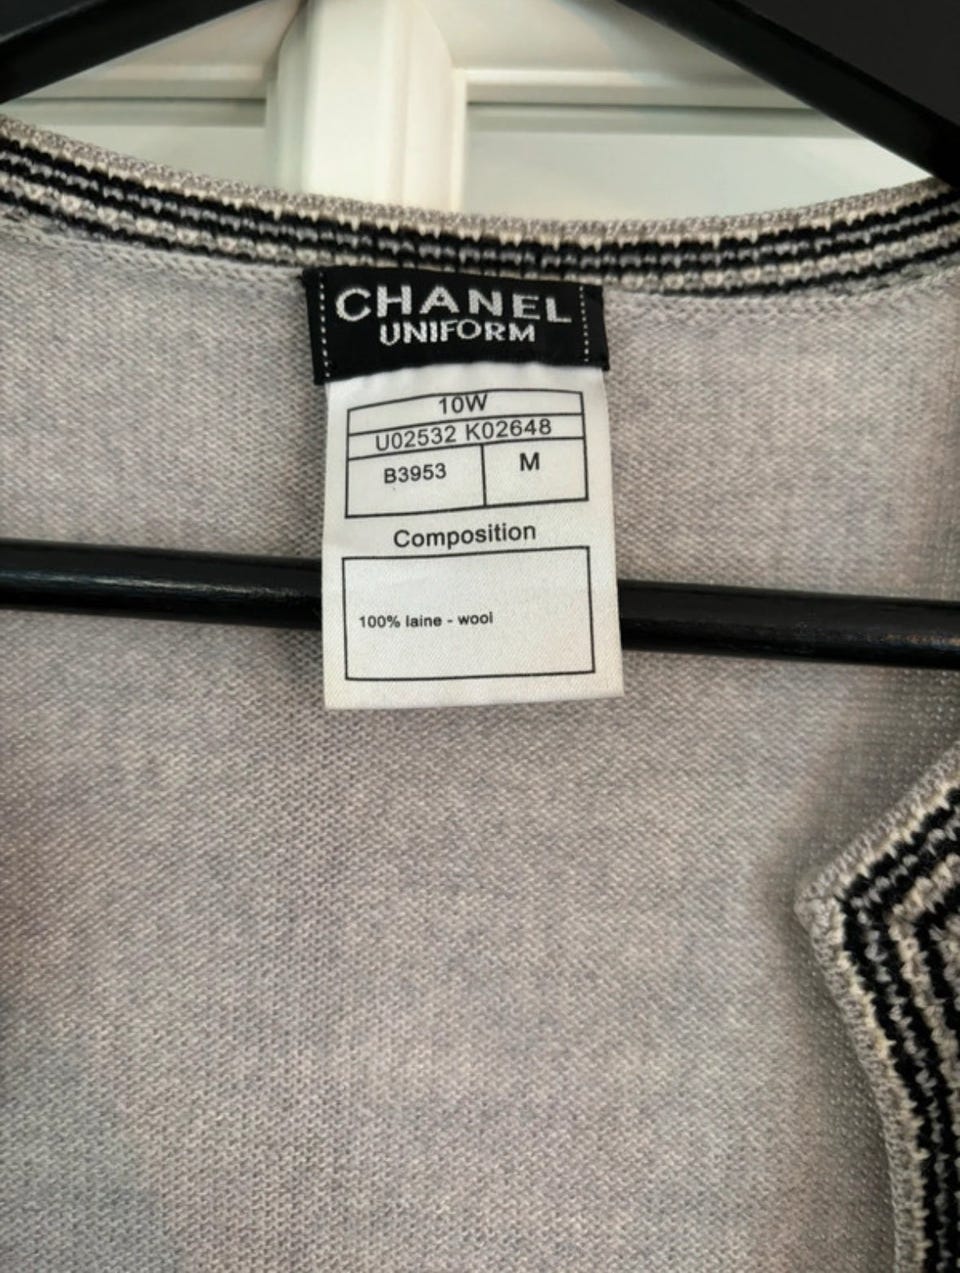 CHANEL
UNIFORM
10W
U02532 K02648
B3953 M
Composition
100% laine - wool